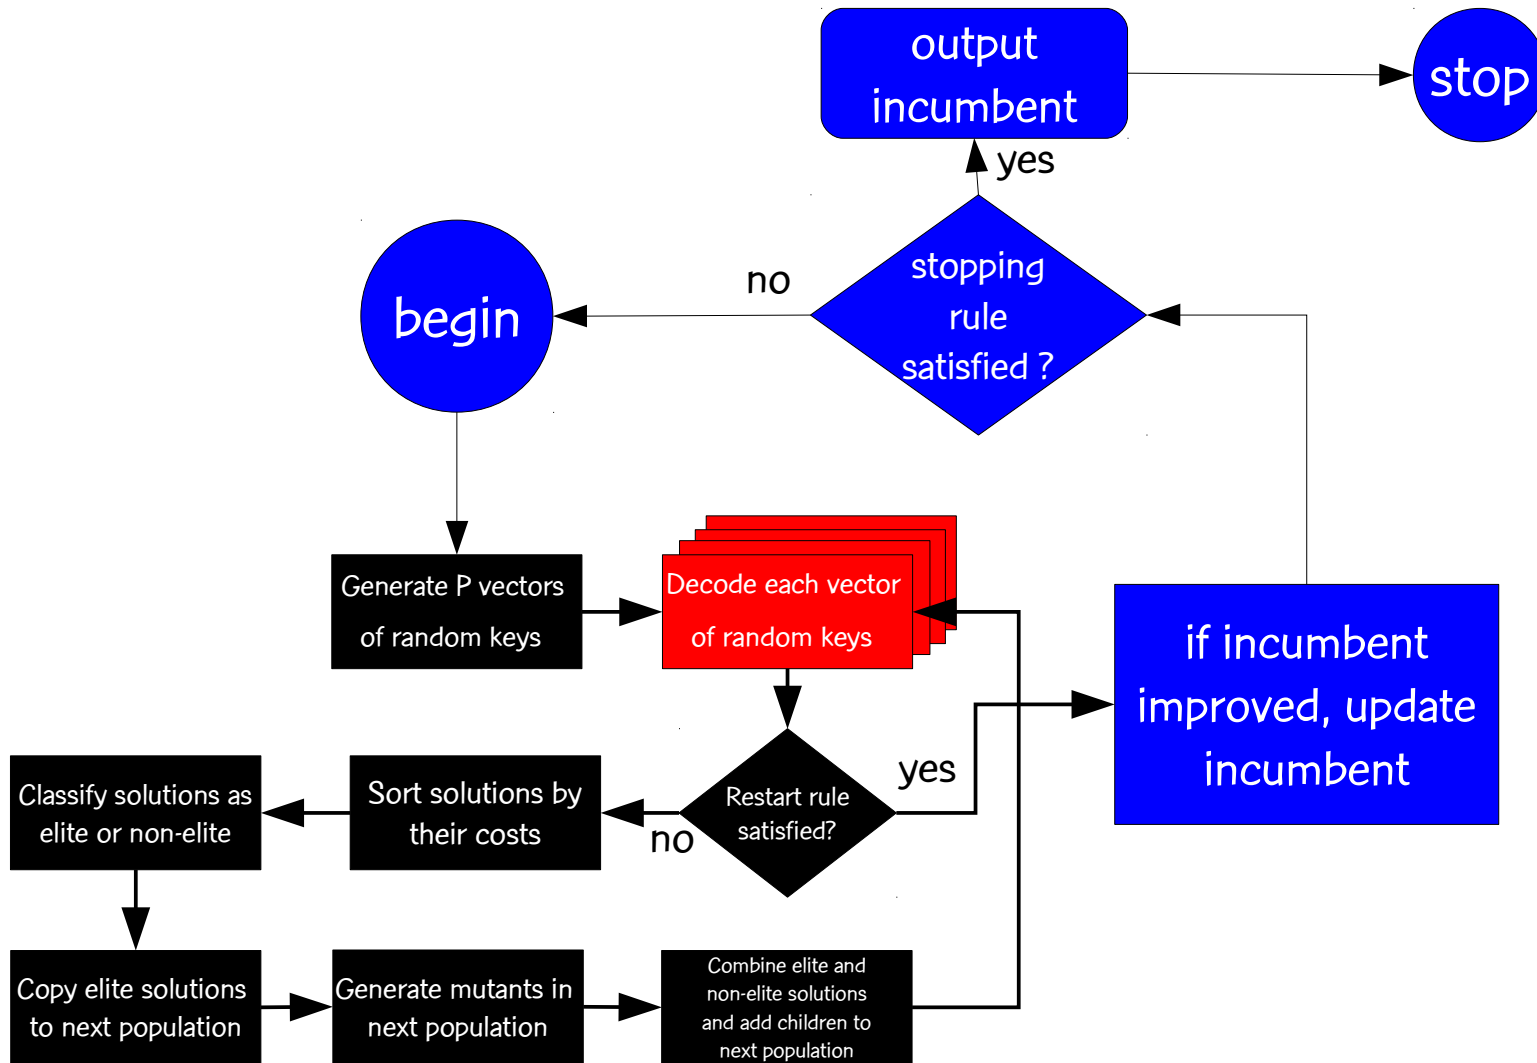 output
incumbent
stop
yes
stopping
rule
satisfied ?
no
begin
Generate P vectors
of random keys
Decode each vector
of random keys
if incumbent
improved, update
incumbent
Restart rule
satisfied?
yes
no
Sort solutions by
their costs
Classify solutions as
elite or non-elite
Copy elite solutions
to next population
Generate mutants in
next population
Combine elite and
non-elite solutions
and add children to
next population